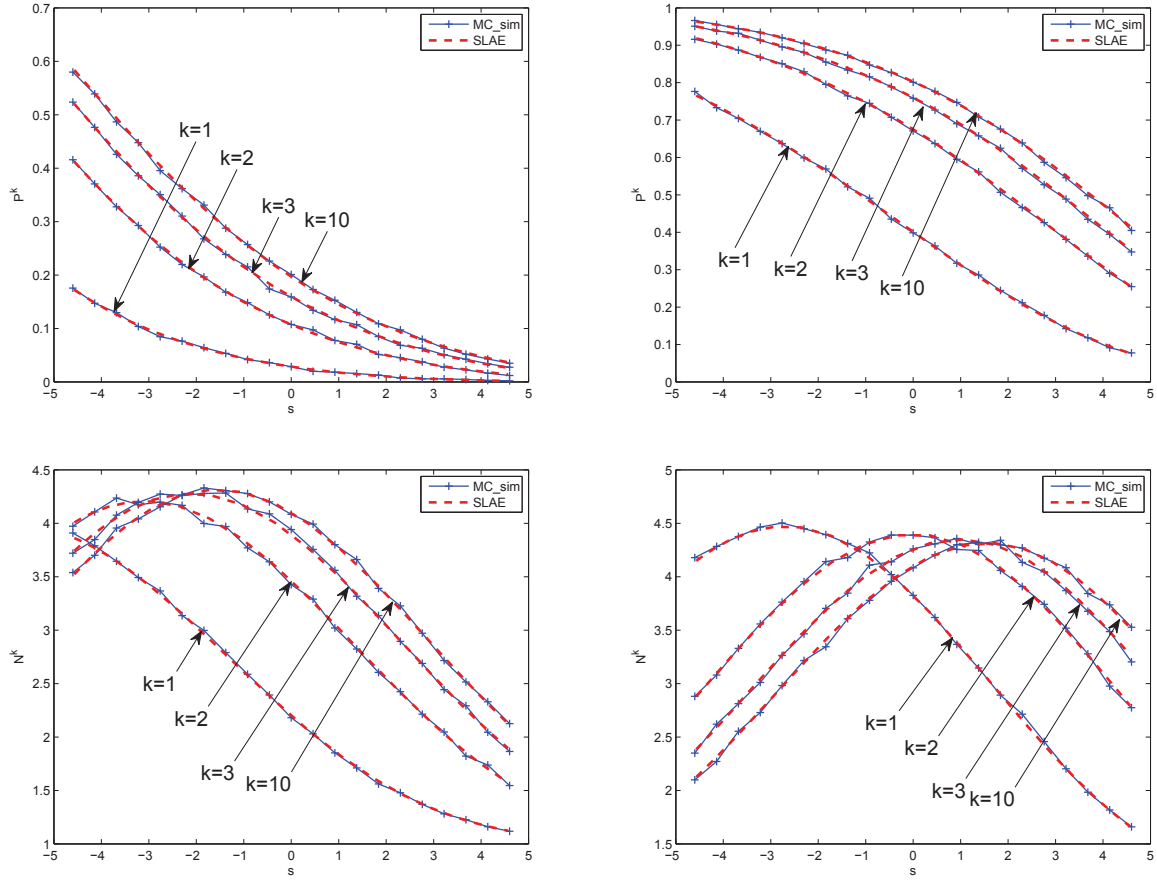 0.7
0.6
0.5
0.4
0.3
0.2
0.1
0
P^k
−5 −4 −3 −2 −1 0 1 2 3 4 5
s
MC_sim
SLAE
k=1
k=2
k=3
k=10
1
0.9
0.8
0.7
0.6
0.5
0.4
0.3
0.2
0.1
0
P^k
−5 −4 −3 −2 −1 0 1 2 3 4 5
s
MC_sim
SLAE
k=1
k=2
k=3
k=10
4.5
4
3.5
3
2.5
2
1.5
1
N^k
−5 −4 −3 −2 −1 0 1 2 3 4 5
s
MC_sim
SLAE
k=1
k=2
k=3
k=10
5
4.5
4
3.5
3
2.5
2
1.5
N^k
−5 −4 −3 −2 −1 0 1 2 3 4 5
s
MC_sim
SLAE
k=1
k=2
k=3
k=10